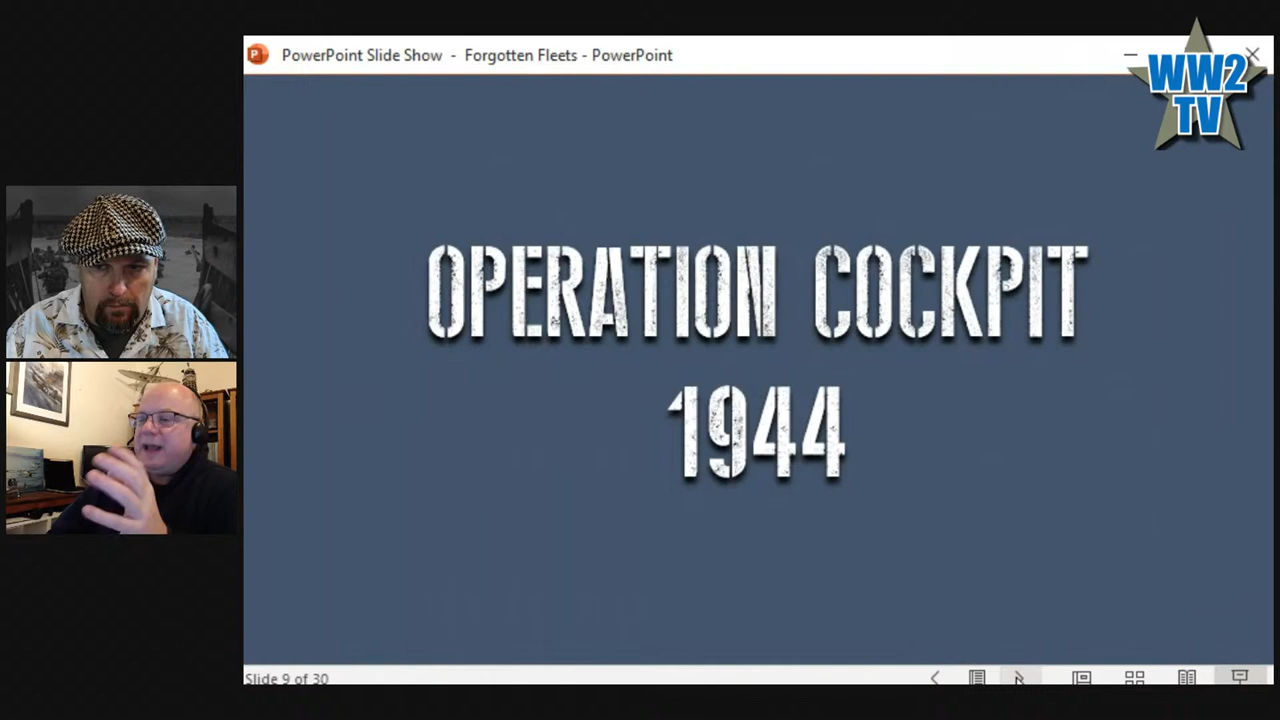 PowerPoint Slide Show - Forgotten Fleets - PowerPoint
WW2
TV
OPERATION COCKPIT
1944
Slide 9 of 30